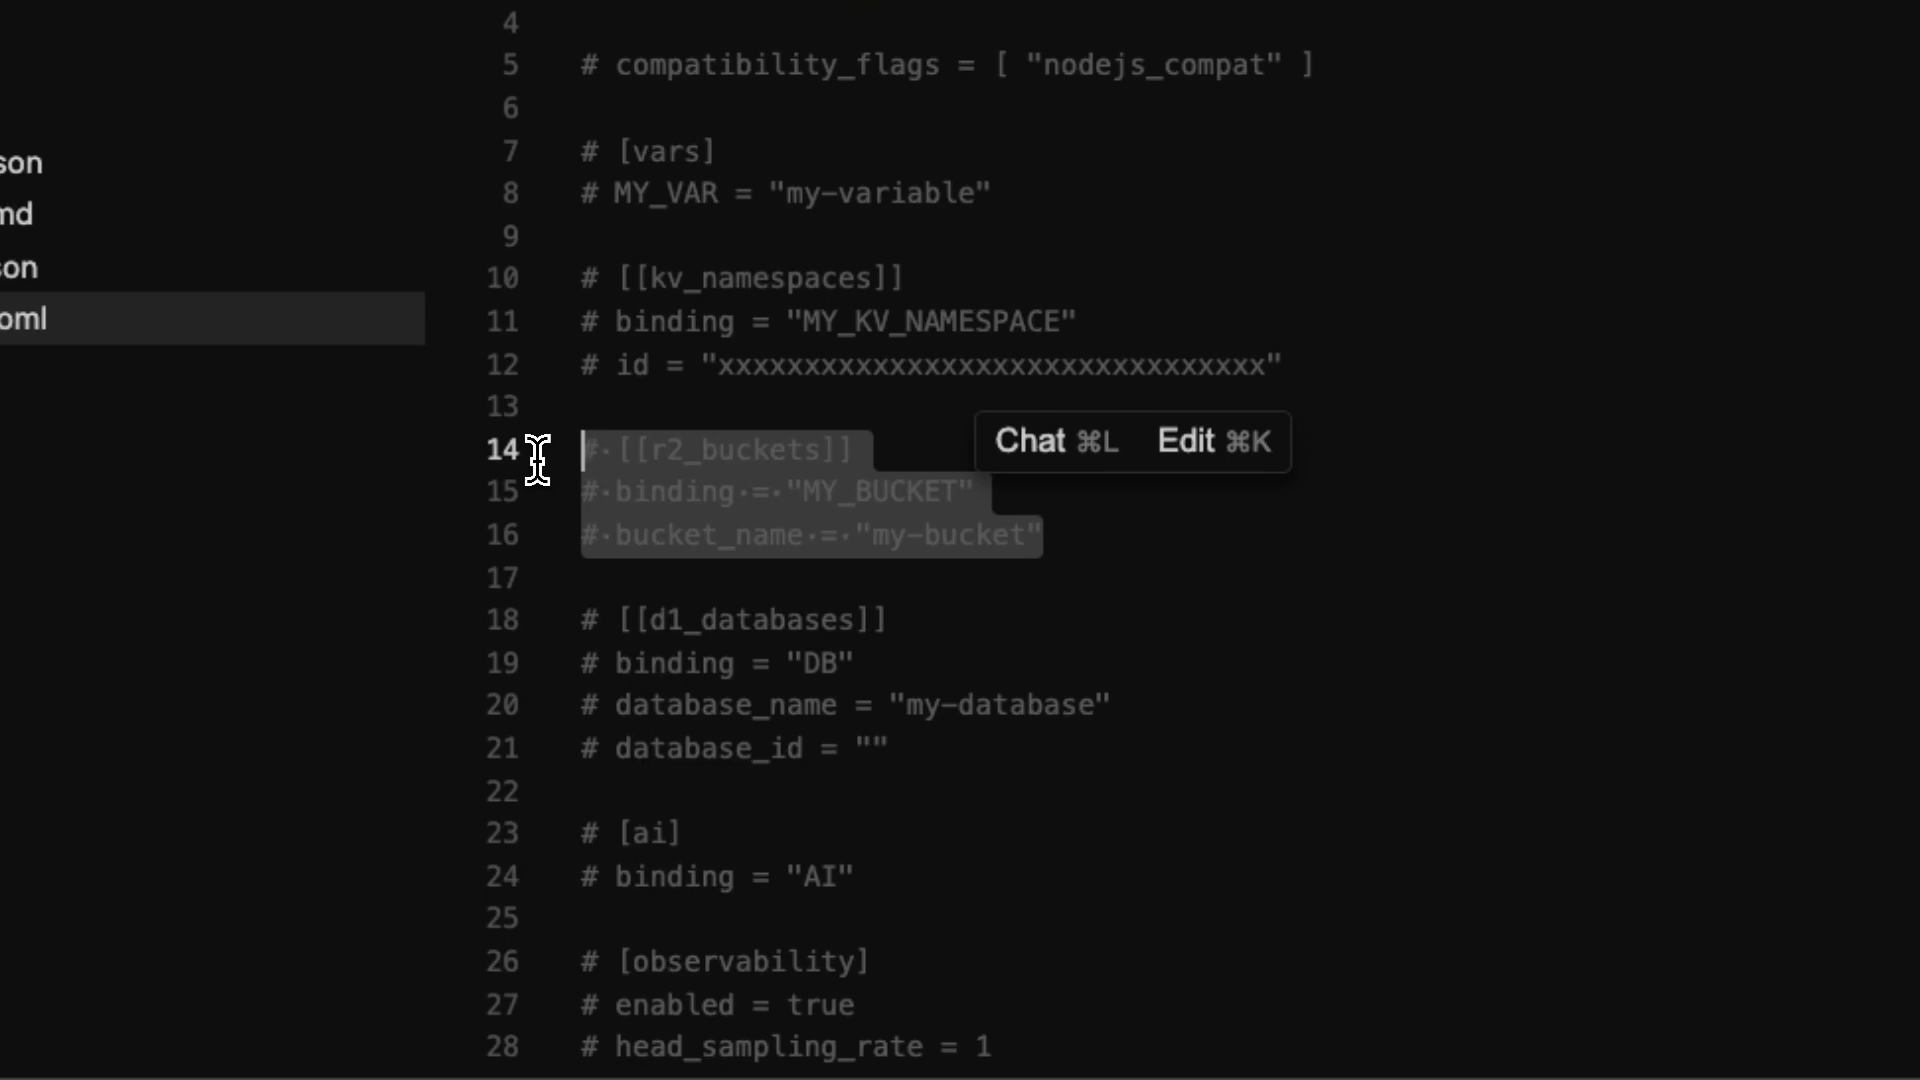 son
md
son
oml
4
5 # compatibility_flags = [ "nodejs_compat" ]
6
7 # [vars]
8 # MY_VAR = "my-variable"
9
10 # [[kv_namespaces]]
11 # binding = "MY_KV_NAMESPACE"
12 # id = "xxxxxxxxxxxxxxxxxxxxxxxxxxxxxxxx"
13
14 # [[r2_buckets]]
Chat ⌘L Edit ⌘K
15 # binding = "MY_BUCKET"
16 # bucket_name = "my-bucket"
17
18 # [[d1_databases]]
19 # binding = "DB"
20 # database_name = "my-database"
21 # database_id = ""
22
23 # [ai]
24 # binding = "AI"
25
26 # [observability]
27 # enabled = true
28 # head_sampling_rate = 1